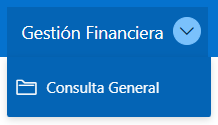 Gestión Financiera
Consulta General